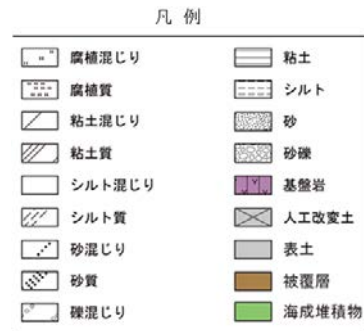 凡 例
腐植混じり
腐植質
粘土混じり
粘土質
シルト混じり
シルト質
砂混じり
砂質
礫混じり
粘土
シルト
砂
砂礫
基盤岩
人工改変土
表土
被覆層
海成堆積物